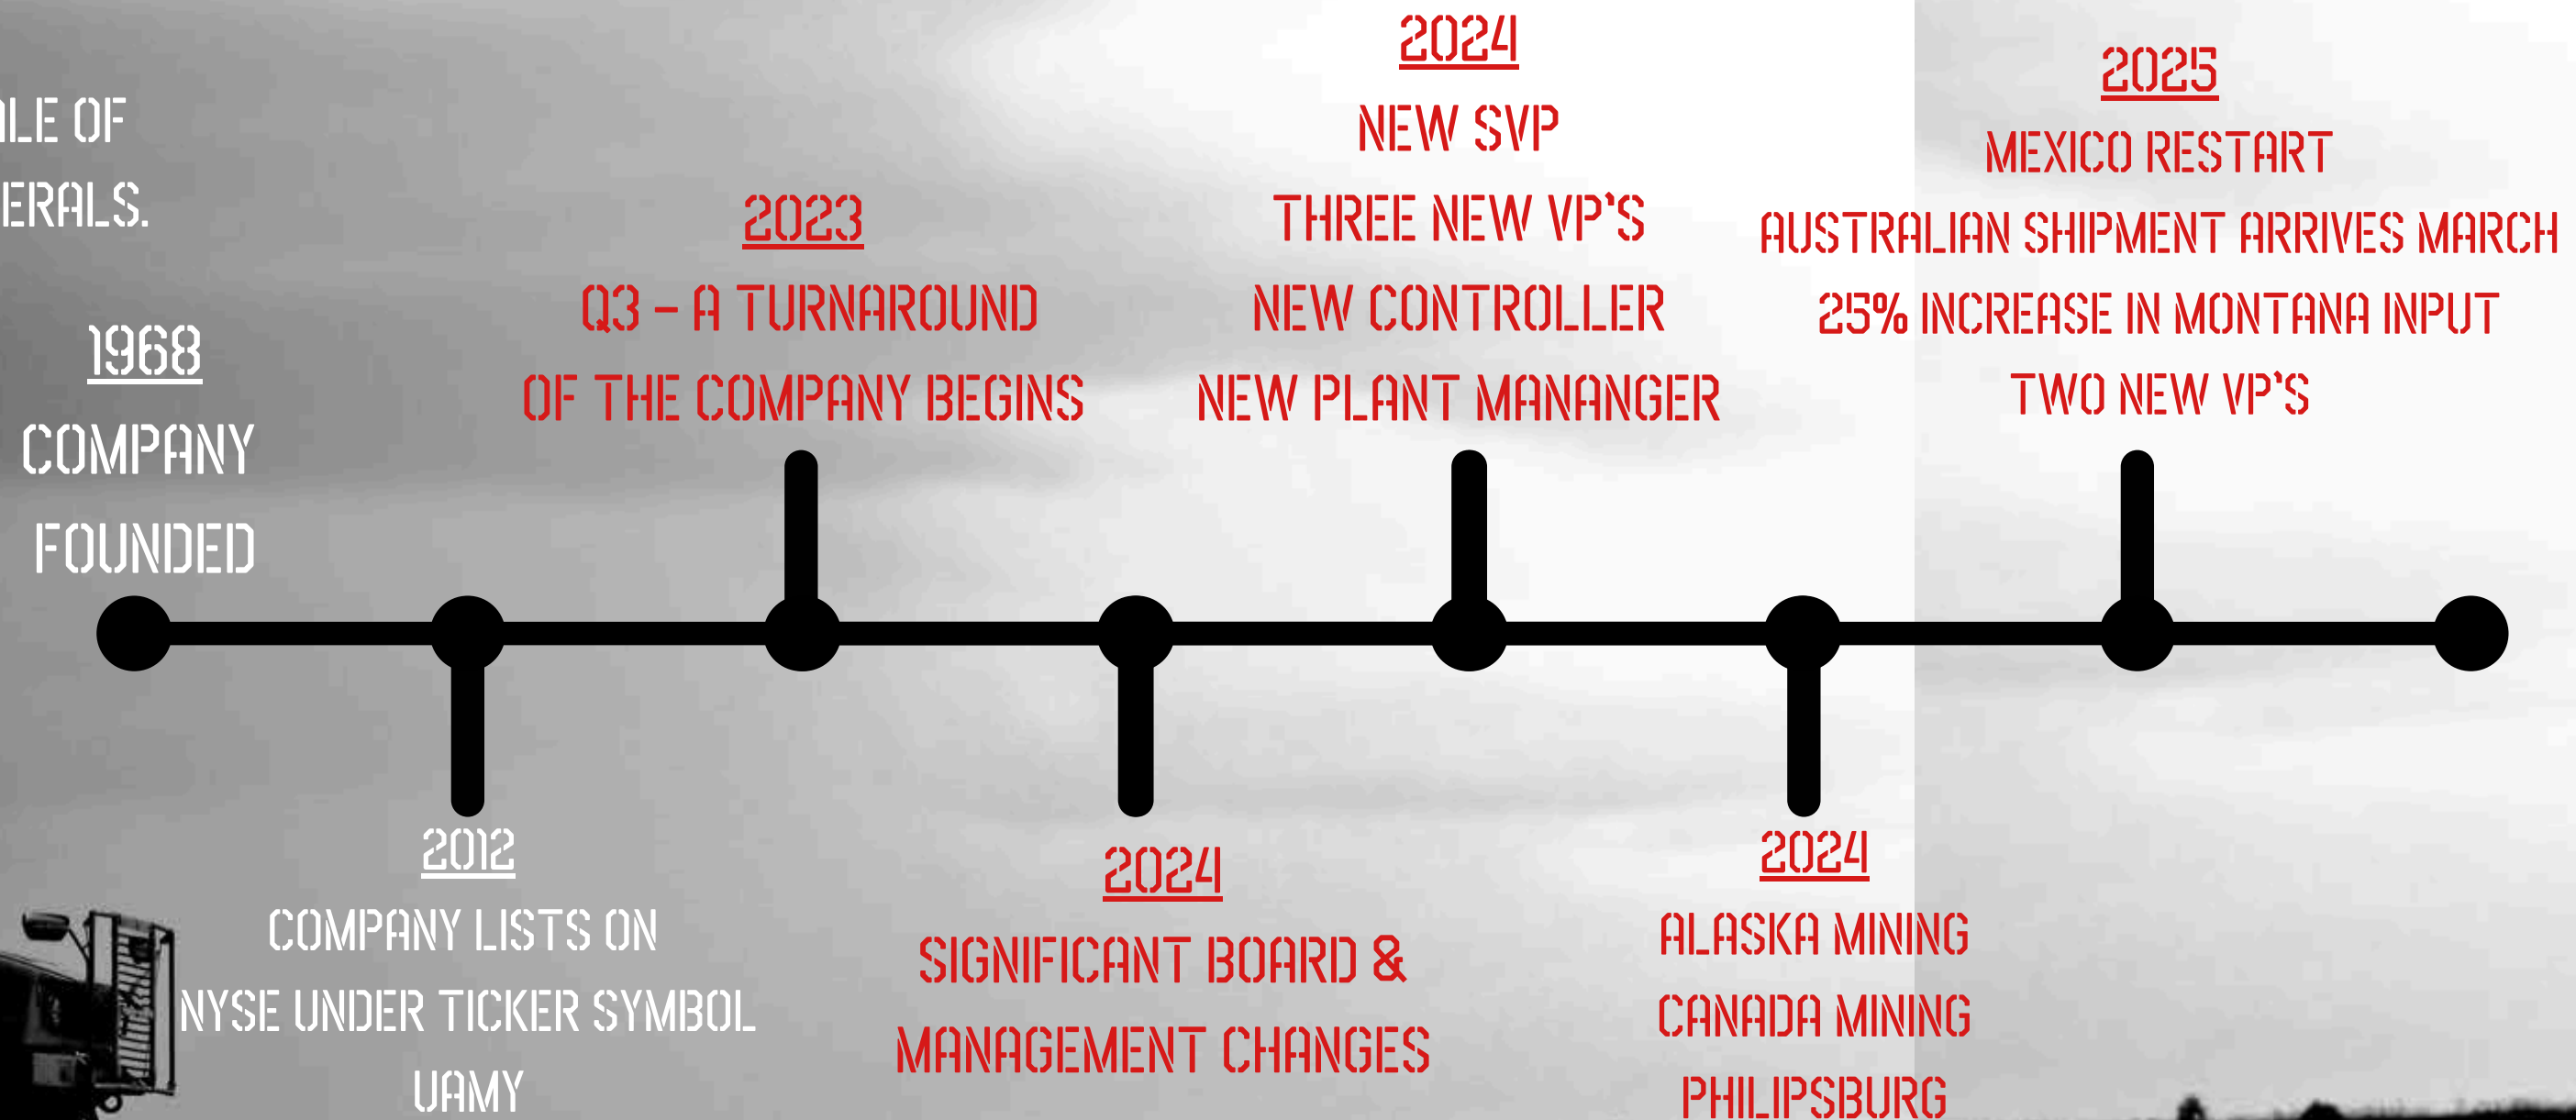 OF
1968
COMPANY
FOUNDED
2012
COMPANY LISTS ON
NYSE UNDER TICKER SYMBOL
UAMY
2023
Q3 – A TURNAROUND
OF THE COMPANY BEGINS
2024
SIGNIFICANT BOARD &
MANAGEMENT CHANGES
2024
NEW SVP
THREE NEW VP'S
NEW CONTROLLER
NEW PLANT MANANGER
2024
ALASKA MINING
CANADA MINING
PHILIPSBURG
2025
MEXICO RESTART
AUSTRALIAN SHIPMENT ARRIVES MARCH
25% INCREASE IN MONTANA INPUT
TWO NEW VP'S